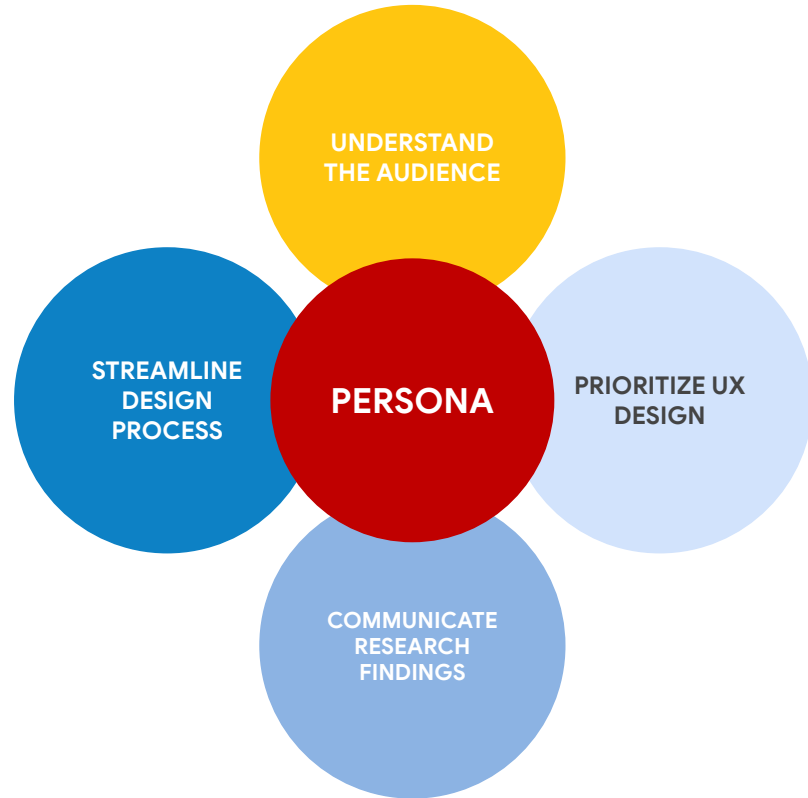 UNDERSTAND
THE AUDIENCE
STREAMLINE
DESIGN
PROCESS
PERSONA
PRIORITIZE UX
DESIGN
COMMUNICATE
RESEARCH
FINDINGS